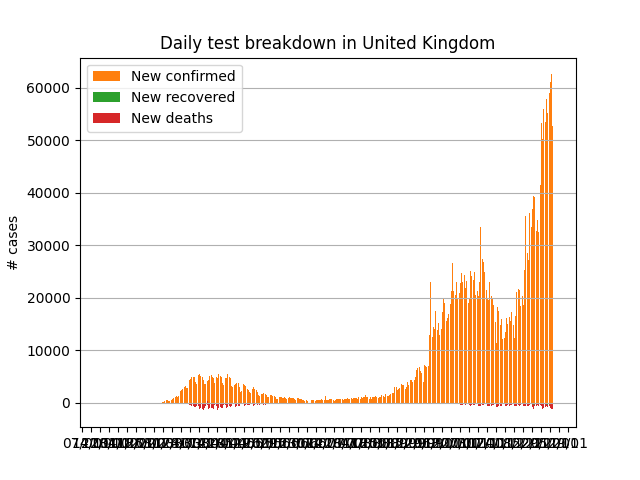 Daily test breakdown in United Kingdom
New confirmed
New recovered
New deaths
60000
50000
40000
30000
20000
10000
0
# cases